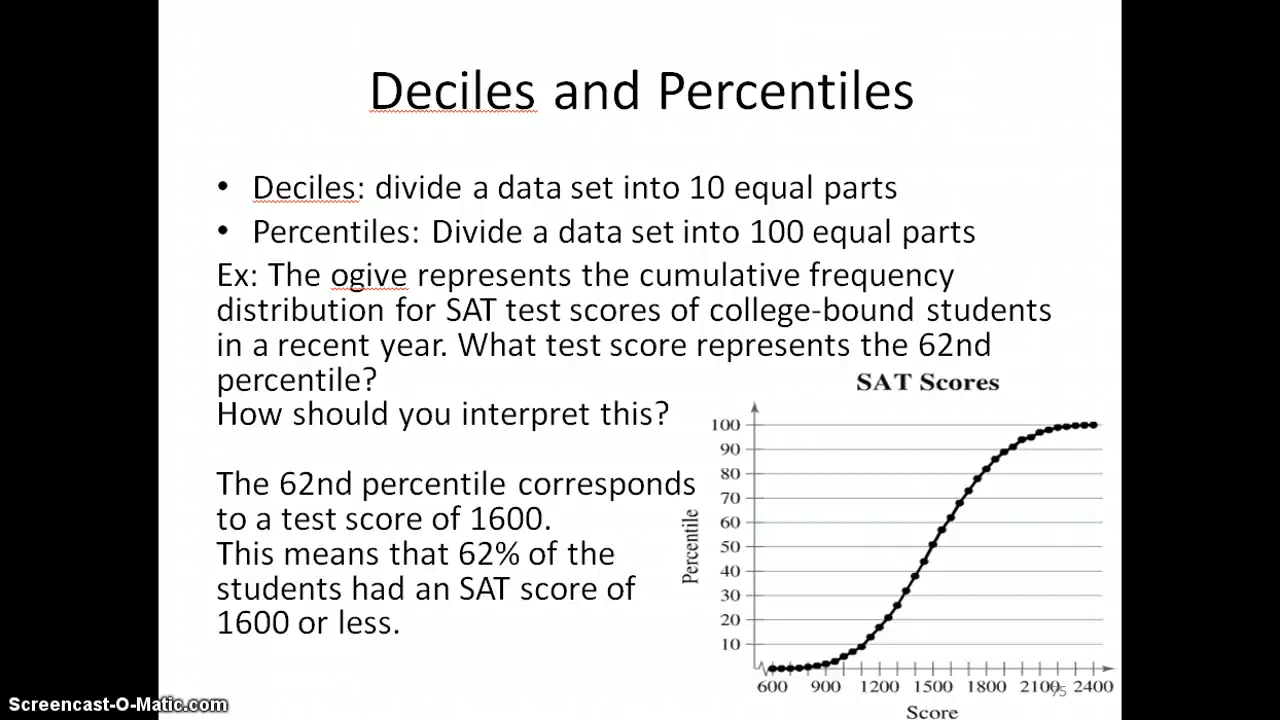 Deciles and Percentiles
• Deciles: divide a data set into 10 equal parts
• Percentiles: Divide a data set into 100 equal parts
Ex: The ogive represents the cumulative frequency
distribution for SAT test scores of college-bound students
in a recent year. What test score represents the 62nd
percentile?
How should you interpret this?
The 62nd percentile corresponds
to a test score of 1600.
This means that 62% of the
students had an SAT score of
1600 or less.
SAT Scores
100
90
80
70
60
50
40
30
20
10
Percentile
600 900 1200 1500 1800 2100 2400
75
Score
Screencast-O-Matic.com